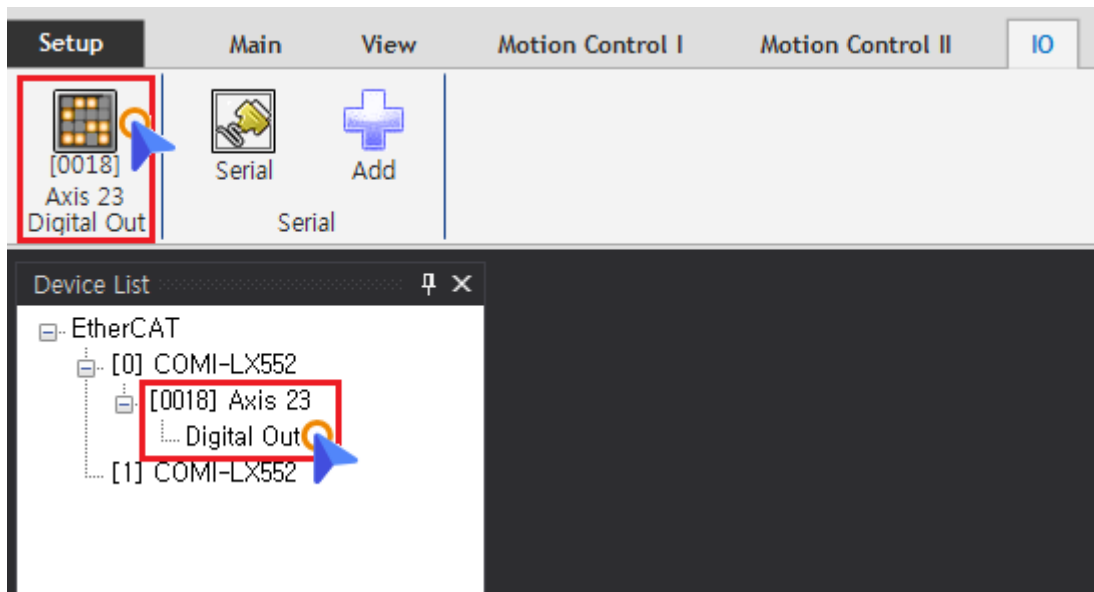 Setup Main View Motion Control I Motion Control II IO
[0018]
Axis 23
Digital Out
Serial Add
Serial
Device List
EtherCAT
[0] COMI-LX552
[0018] Axis 23
Digital Out
[1] COMI-LX552